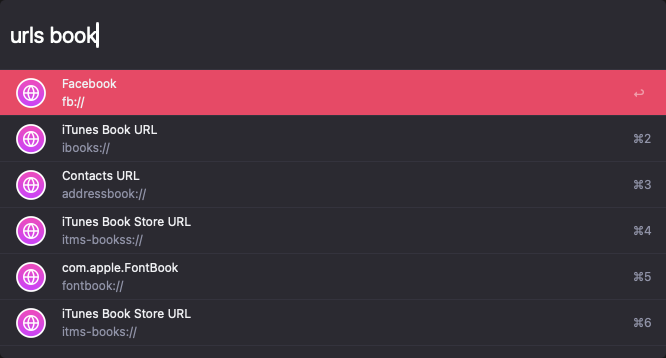 urls book
Facebook
fb://
↩
iTunes Book URL
ibooks://
⌘2
Contacts URL
addressbook://
⌘3
iTunes Book Store URL
itms-bookss://
⌘4
com.apple.FontBook
fontbook://
⌘5
iTunes Book Store URL
itms-books://
⌘6